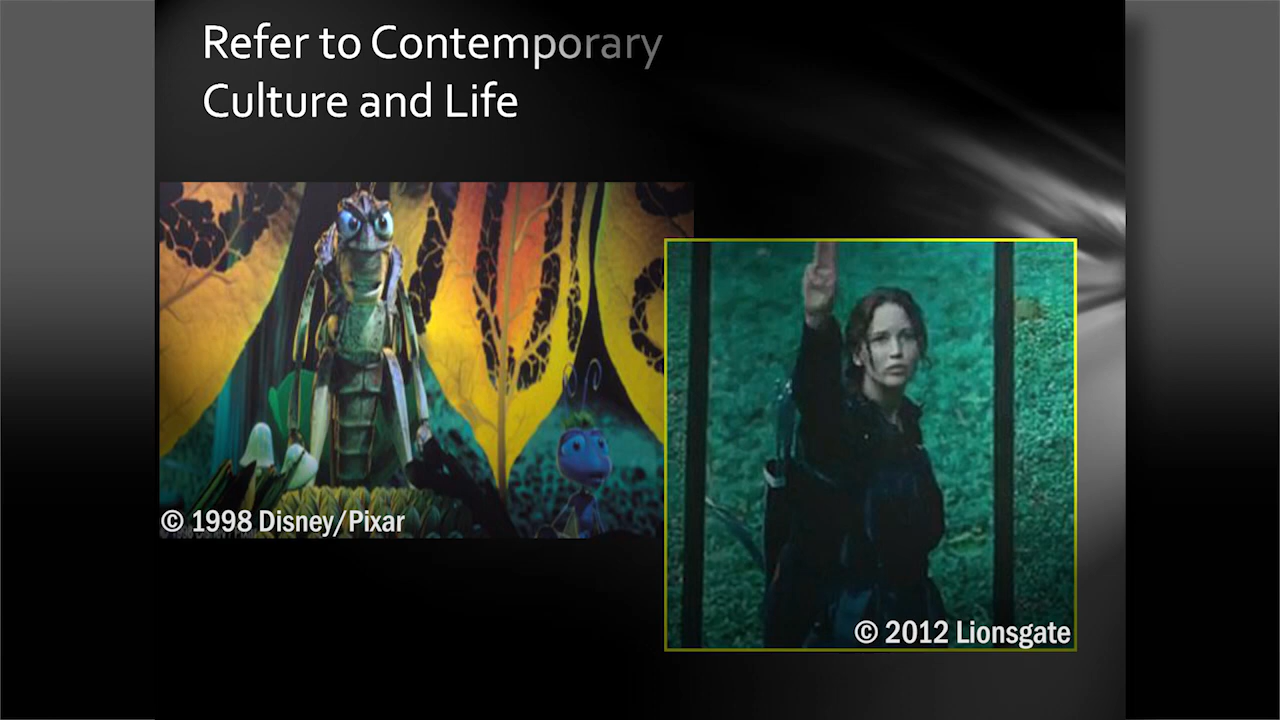 Refer to Contemporary
Culture and Life
© 1998 Disney/Pixar
© 2012 Lionsgate